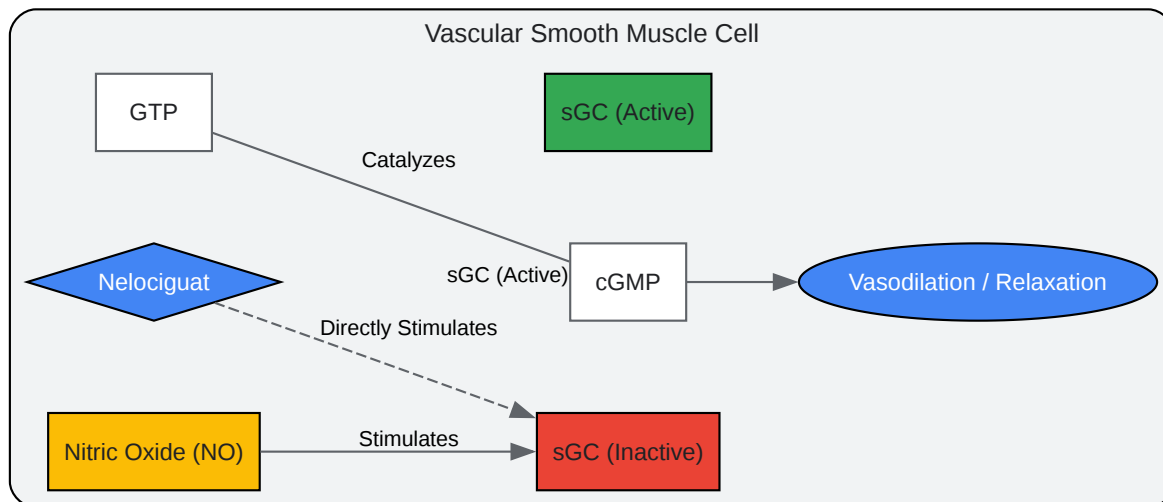 Vascular Smooth Muscle Cell
GTP
sGC (Active)
Catalyzes
Nelociguat
sGC (Active)
cGMP
Vasodilation / Relaxation
Directly Stimulates
Nitric Oxide (NO)
Stimulates
sGC (Inactive)